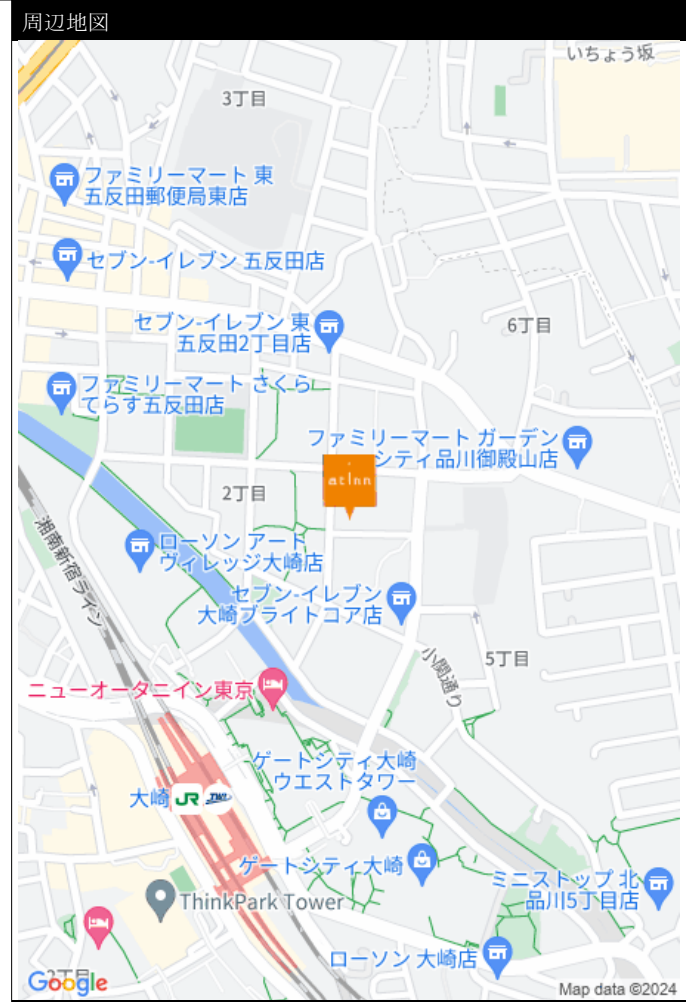 周辺地図
いちょう坂
3丁目
ファミリーマート 東
五反田郵便局東店
セブン-イレブン 五反田店
セブン-イレブン 東
五反田2丁目店
6丁目
ファミリーマート さくら
てらす五反田店
ファミリーマート ガーデン
シティ品川御殿山店
at inn
2丁目
湘南新宿ライン
ローソン アート
ヴィレッジ大崎店
セブン-イレブン
大崎ブライトコア店
小関通り
5丁目
ニューオータニイン東京
ゲートシティ大崎
ウエストタワー
大崎
JR
TWR
ゲートシティ大崎
ミニストップ 北
品川5丁目店
ThinkPark Tower
ローソン 大崎店
2丁目
Google
Map data ©2024